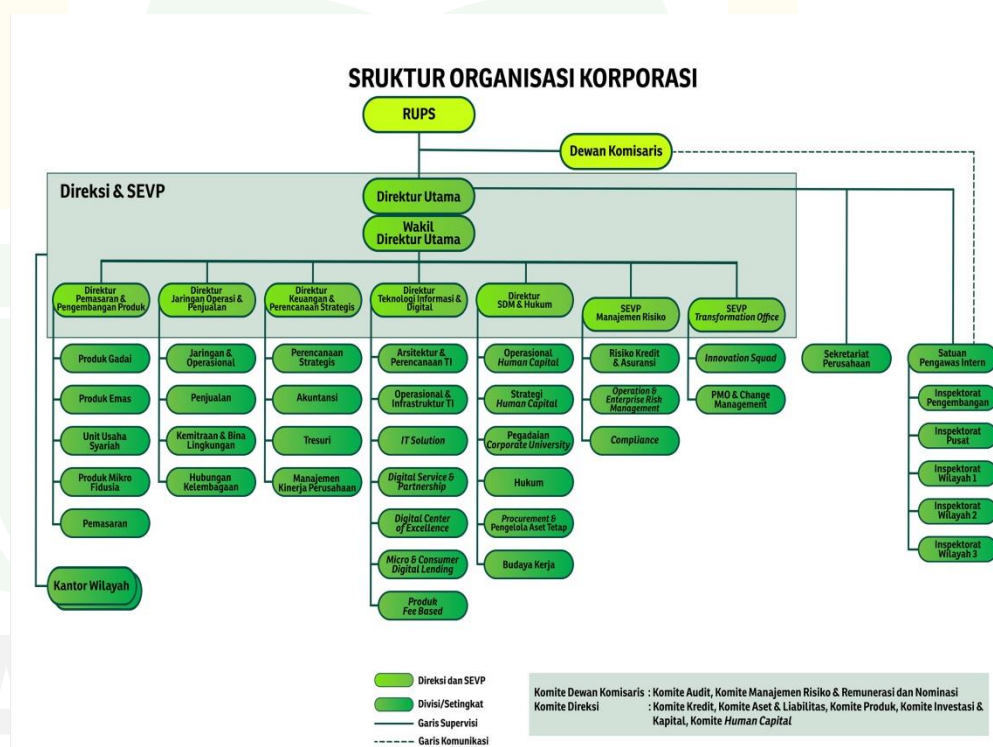 SRUKTUR ORGANISASI KORPORASI
RUPS
Dewan Komisaris
Direksi & SEVP
Direktur Utama
Wakil
Direktur Utama
Direktur
Pemasaran &
Pengembangan Produk
Direktur
Jaringan Operasi &
Penjualan
Direktur
Keuangan &
Perencanaan Strategis
Direktur
Teknologi Informasi &
Digital
Direktur
SDM & Hukum
SEVP
Manajemen Risiko
SEVP
Transformation Office
Produk Gadai
Produk Emas
Unit Usaha
Syariah
Produk Mikro
Fidusia
Pemasaran
Kantor Wilayah
Jaringan &
Operasional
Penjualan
Kemitraan & Bina
Lingkungan
Hubungan
Kelembagaan
Perencanaan
Strategis
Akuntansi
Tresuri
Manajemen
Kinerja Perusahaan
Arsitektur &
Perencanaan TI
Operasional &
Infrastruktur TI
IT Solution
Digital Service &
Partnership
Digital Center
of Excellence
Micro & Consumer
Digital Lending
Produk
Fee Based
Operasional
Human Capital
Strategi
Human Capital
Pegadaian
Corporate University
Hukum
Procurement &
Pengelola Aset Tetap
Budaya Kerja
Risiko Kredit
& Asuransi
Operation &
Enterprise Risk
Management
Compliance
Innovation Squad
PMO & Change
Management
Sekretariat
Perusahaan
Satuan
Pengawas Intern
Inspektorat
Pengembangan
Inspektorat
Pusat
Inspektorat
Wilayah 1
Inspektorat
Wilayah 2
Inspektorat
Wilayah 3
Direksi dan SEVP
Divisi/Setingkat
Garis Supervisi
Garis Komunikasi
Komite Dewan Komisaris : Komite Audit, Komite Manajemen Risiko & Remunerasi dan Nominasi
Komite Direksi : Komite Kredit, Komite Aset & Liabilitas, Komite Produk, Komite Investasi &
Kapital, Komite Human Capital